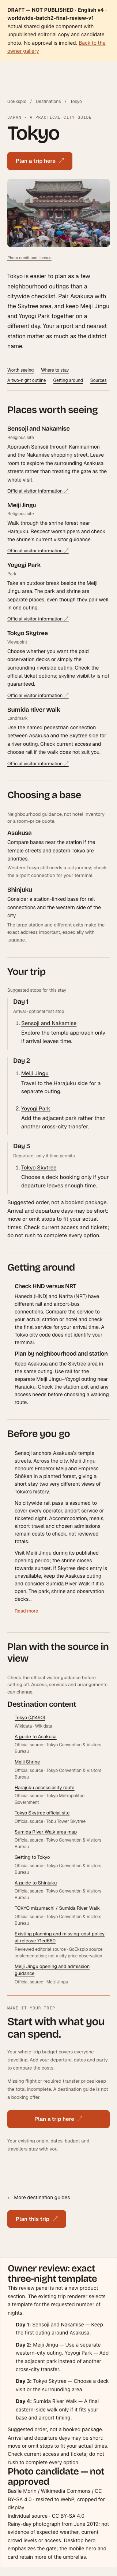 DRAFT — NOT PUBLISHED · English v4 ·
worldwide-batch2-final-review-v1
Actual shared guide component with
unpublished editorial copy and candidate
photo. No approval is implied. Back to the
owner gallery
GoEksplo / Destinations / Tokyo
JAPAN · A PRACTICAL CITY GUIDE
Tokyo
Plan a trip here ↗
Photo credit and licence
Tokyo is easier to plan as a few
neighbourhood outings than a
citywide checklist. Pair Asakusa with
the Skytree area, and keep Meiji Jingu
and Yoyogi Park together on a
different day. Your airport and nearest
station matter as much as the district
name.
Worth seeing Where to stay
A two-night outline Getting around Sources
Places worth seeing
Sensoji and Nakamise
Religious site
Approach Sensoji through Kaminarimon
and the Nakamise shopping street. Leave
room to explore the surrounding Asakusa
streets rather than treating the gate as the
whole visit.
Official visitor information ↗
Meiji Jingu
Religious site
Walk through the shrine forest near
Harajuku. Respect worshippers and check
the shrine's current visitor guidance.
Official visitor information ↗
Yoyogi Park
Park
Take an outdoor break beside the Meiji
Jingu area. The park and shrine are
separate places, even though they pair well
in one outing.
Official visitor information ↗
Tokyo Skytree
Viewpoint
Choose whether you want the paid
observation decks or simply the
surrounding riverside outing. Check the
official ticket options; skyline visibility is not
guaranteed.
Official visitor information ↗
Sumida River Walk
Landmark
Use the named pedestrian connection
between Asakusa and the Skytree side for
a river outing. Check current access and
choose rail if the walk does not suit you.
Official visitor information ↗
Choosing a base
Neighbourhood guidance, not hotel inventory
or a room-price quote.
Asakusa
Compare bases near the station if the
temple streets and eastern Tokyo are
priorities.
Western Tokyo still needs a rail journey; check
the airport connection for your terminal.
Shinjuku
Consider a station-linked base for rail
connections and the western side of the
city.
The large station and different exits make the
exact address important, especially with
luggage.
Your trip
Suggested stops for this stay
Day 1
Arrival · optional first stop
1. Sensoji and Nakamise
Explore the temple approach only
if arrival leaves time.
Day 2
1. Meiji Jingu
Travel to the Harajuku side for a
separate outing.
2. Yoyogi Park
Add the adjacent park rather than
another cross-city transfer.
Day 3
Departure · only if time permits
1. Tokyo Skytree
Choose a deck booking only if your
departure leaves enough time.
Suggested order, not a booked package.
Arrival and departure days may be short:
move or omit stops to fit your actual
times. Check current access and tickets;
do not rush to complete every option.
Getting around
Check HND versus NRT
Haneda (HND) and Narita (NRT) have
different rail and airport-bus
connections. Compare the service to
your actual station or hotel and check
the final service for your arrival time. A
Tokyo city code does not identify your
terminal.
Plan by neighbourhood and station
Keep Asakusa and the Skytree area in
the same outing. Use rail for the
separate Meiji Jingu–Yoyogi outing near
Harajuku. Check the station exit and any
access needs before choosing a walking
route.
Before you go
Sensoji anchors Asakusa's temple
streets. Across the city, Meiji Jingu
honours Emperor Meiji and Empress
Shōken in a planted forest, giving a
short stay two very different views of
Tokyo's history.
No citywide rail pass is assumed to
cover every operator, airport service or
ticketed sight. Accommodation, meals,
airport travel and chosen admissions
remain manual, not checked, live
totals.
Visit Meiji Jingu during its published
opening period; the shrine closes
towards sunset. If Skytree deck entry is
unavailable, keep the Asakusa outing
and consider Sumida River Walk if it is
open. The park, shrine and observation
decks…
Read more
Plan with the source in
view
Check the official visitor guidance before
setting off. Access, services and arrangements
can change.
Destination content
Tokyo (Q1490)
Wikidata · Wikidata
A guide to Asakusa
Official source · Tokyo Convention & Visitors
Bureau
Meiji Shrine
Official source · Tokyo Convention & Visitors
Bureau
Harajuku accessibility route
Official source · Tokyo Metropolitan
Government
Tokyo Skytree official site
Official source · Tobu Tower Skytree
Sumida River Walk area map
Official source · Tokyo Convention & Visitors
Bureau
Getting to Tokyo
Official source · Tokyo Convention & Visitors
Bureau
A guide to Shinjuku
Official source · Tokyo Convention & Visitors
Bureau
TOKYO mizumachi / Sumida River Walk
Official source · Tokyo Convention & Visitors
Bureau
Existing planning and missing-cost policy
Reviewed editorial source · GoEksplo source
implementation; not a city price observation
Meiji Jingu opening and admission
guidance
Official source · Meiji Jingu
MAKE IT YOUR TRIP
Start with what you
can spend.
Your whole-trip budget covers everyone
travelling. Add your departure, dates and party
to compare the costs.
Missing flight or required transfer prices keep
the total incomplete. A destination guide is not
a booking offer.
Plan a trip here ↗
Your existing origin, dates, budget and
travellers stay with you.
← More destination guides
Plan this trip ↗
Owner review: exact
three-night template
This review panel is not a new product
section. The existing trip renderer selects
a template for the requested number of
nights.
Day 1: Sensoji and Nakamise — Keep
the first outing around Asakusa.
Day 2: Meiji Jingu — Use a separate
western-city outing. Yoyogi Park — Add
the adjacent park instead of another
cross-city transfer.
Day 3: Tokyo Skytree — Choose a deck
visit or the surrounding area.
Day 4: Sumida River Walk — A final
eastern-side walk only if it fits your
base and airport timing.
Suggested order, not a booked package.
Arrival and departure days may be short:
move or omit stops to fit your actual times.
Check current access and tickets; do not
rush to complete every option.
Photo candidate — not
approved
Basile Morin / Wikimedia Commons / CC
BY-SA 4.0 · resized to WebP; cropped for
display
Individual source · CC BY-SA 4.0
Rainy-day photograph from June 2019; not
evidence of expected weather, current
crowd levels or access. Desktop hero
emphasises the gate; the mobile hero and
card retain more of the umbrellas.